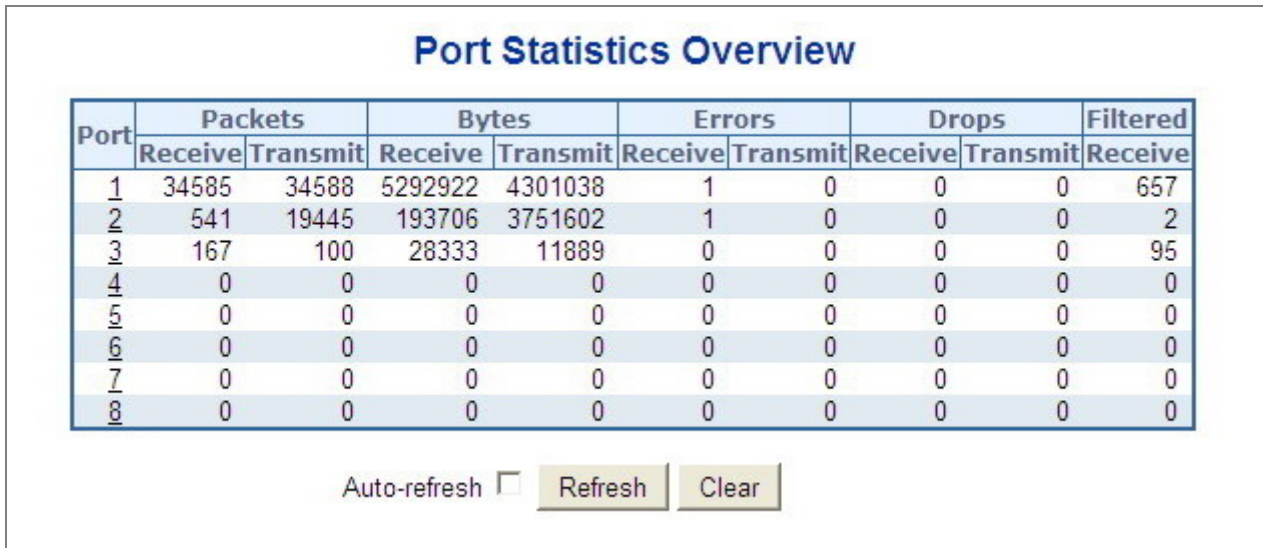 Port Statistics Overview
Port Packets Bytes Errors Drops Filtered
Receive Transmit Receive Transmit Receive Transmit Receive Transmit Receive
1 34585 34588 5292922 4301038 1 0 0 0 657
2 541 19445 193706 3751602 1 0 0 0 2
3 167 100 28333 11889 0 0 0 0 95
4 0 0 0 0 0 0 0 0 0
5 0 0 0 0 0 0 0 0 0
6 0 0 0 0 0 0 0 0 0
7 0 0 0 0 0 0 0 0 0
8 0 0 0 0 0 0 0 0 0
Auto-refresh Refresh Clear